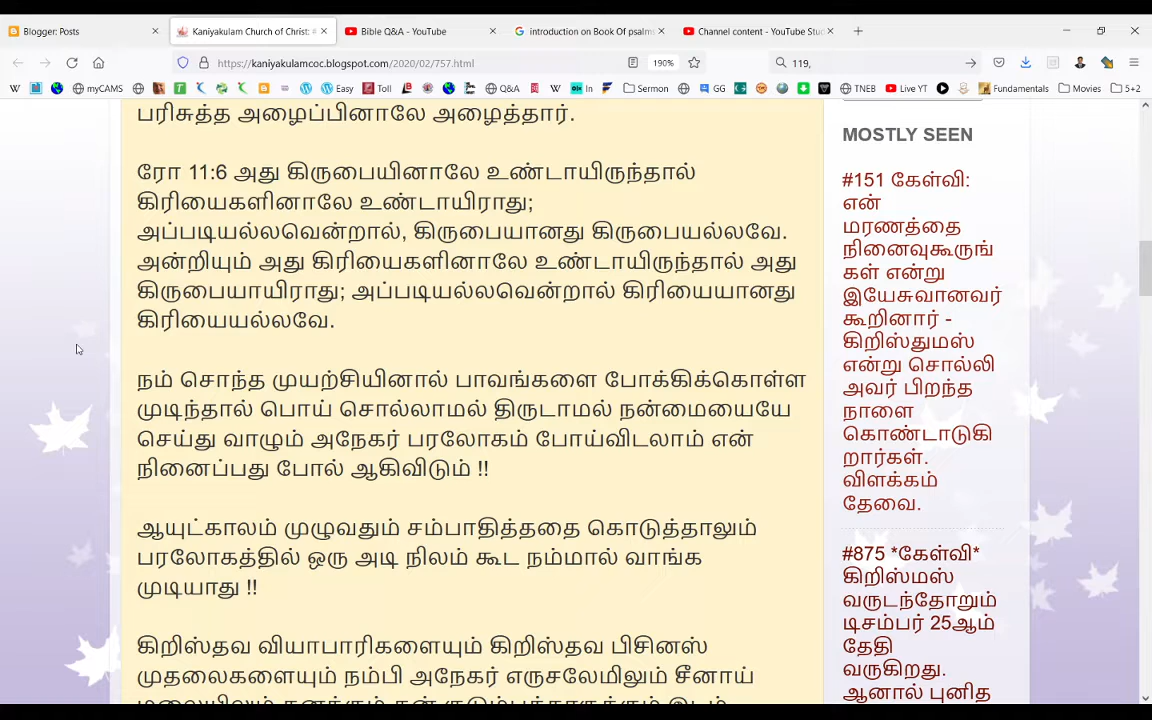 Blogger: Posts
Kaniyakulam Church of Christ: #
Bible Q&A - YouTube
introduction on Book Of psalm
Channel content - YouTube Stu
https://kaniyakulamcoc.blogspot.com/2020/02/757.html
190%
119,
myCAMS
Easy
Toll
Q&A
In
Sermon
GG
TNEB
Live YT
Fundamentals
Movies
5+2
பரிசுத்த அழைப்பினாலே அழைத்தார்.
ரோ 11:6 அது கிருபையினாலே உண்டாயிருந்தால்
கிரியைகளினாலே உண்டாயிராது;
அப்படியல்லவென்றால், கிருபையானது கிருபையல்லவே.
அன்றியும் அது கிரியைகளினாலே உண்டாயிருந்தால் அது
கிருபையாயிராது; அப்படியல்லவென்றால் கிரியையானது
கிரியையல்லவே.
நம் சொந்த முயற்சியினால் பாவங்களை போக்கிக்கொள்ள
முடிந்தால் பொய் சொல்லாமல் திருடாமல் நன்மையையே
செய்து வாழும் அநேகர் பரலோகம் போய்விடலாம் என்
நினைப்பது போல் ஆகிவிடும் !!
ஆயுட்காலம் முழுவதும் சம்பாதித்ததை கொடுத்தாலும்
பரலோகத்தில் ஒரு அடி நிலம் கூட நம்மால் வாங்க
முடியாது !!
கிறிஸ்தவ வியாபாரிகளையும் கிறிஸ்தவ பிசினஸ்
முதலைகளையும் நம்பி அநேகர் எருசலேமிலும் சீனாய்
MOSTLY SEEN
#151 கேள்வி:
என்
மரணத்தை
நினைவுகூருங்
கள் என்று
இயேசுவானவர்
கூறினார் -
கிறிஸ்துமஸ்
என்று சொல்லி
அவர் பிறந்த
நாளை
கொண்டாடுகி
றார்கள்.
விளக்கம்
தேவை.
#875 *கேள்வி*
கிறிஸ்மஸ்
வருடந்தோறும்
டிசம்பர் 25ஆம்
தேதி
வருகிறது.
ஆனால் புனித